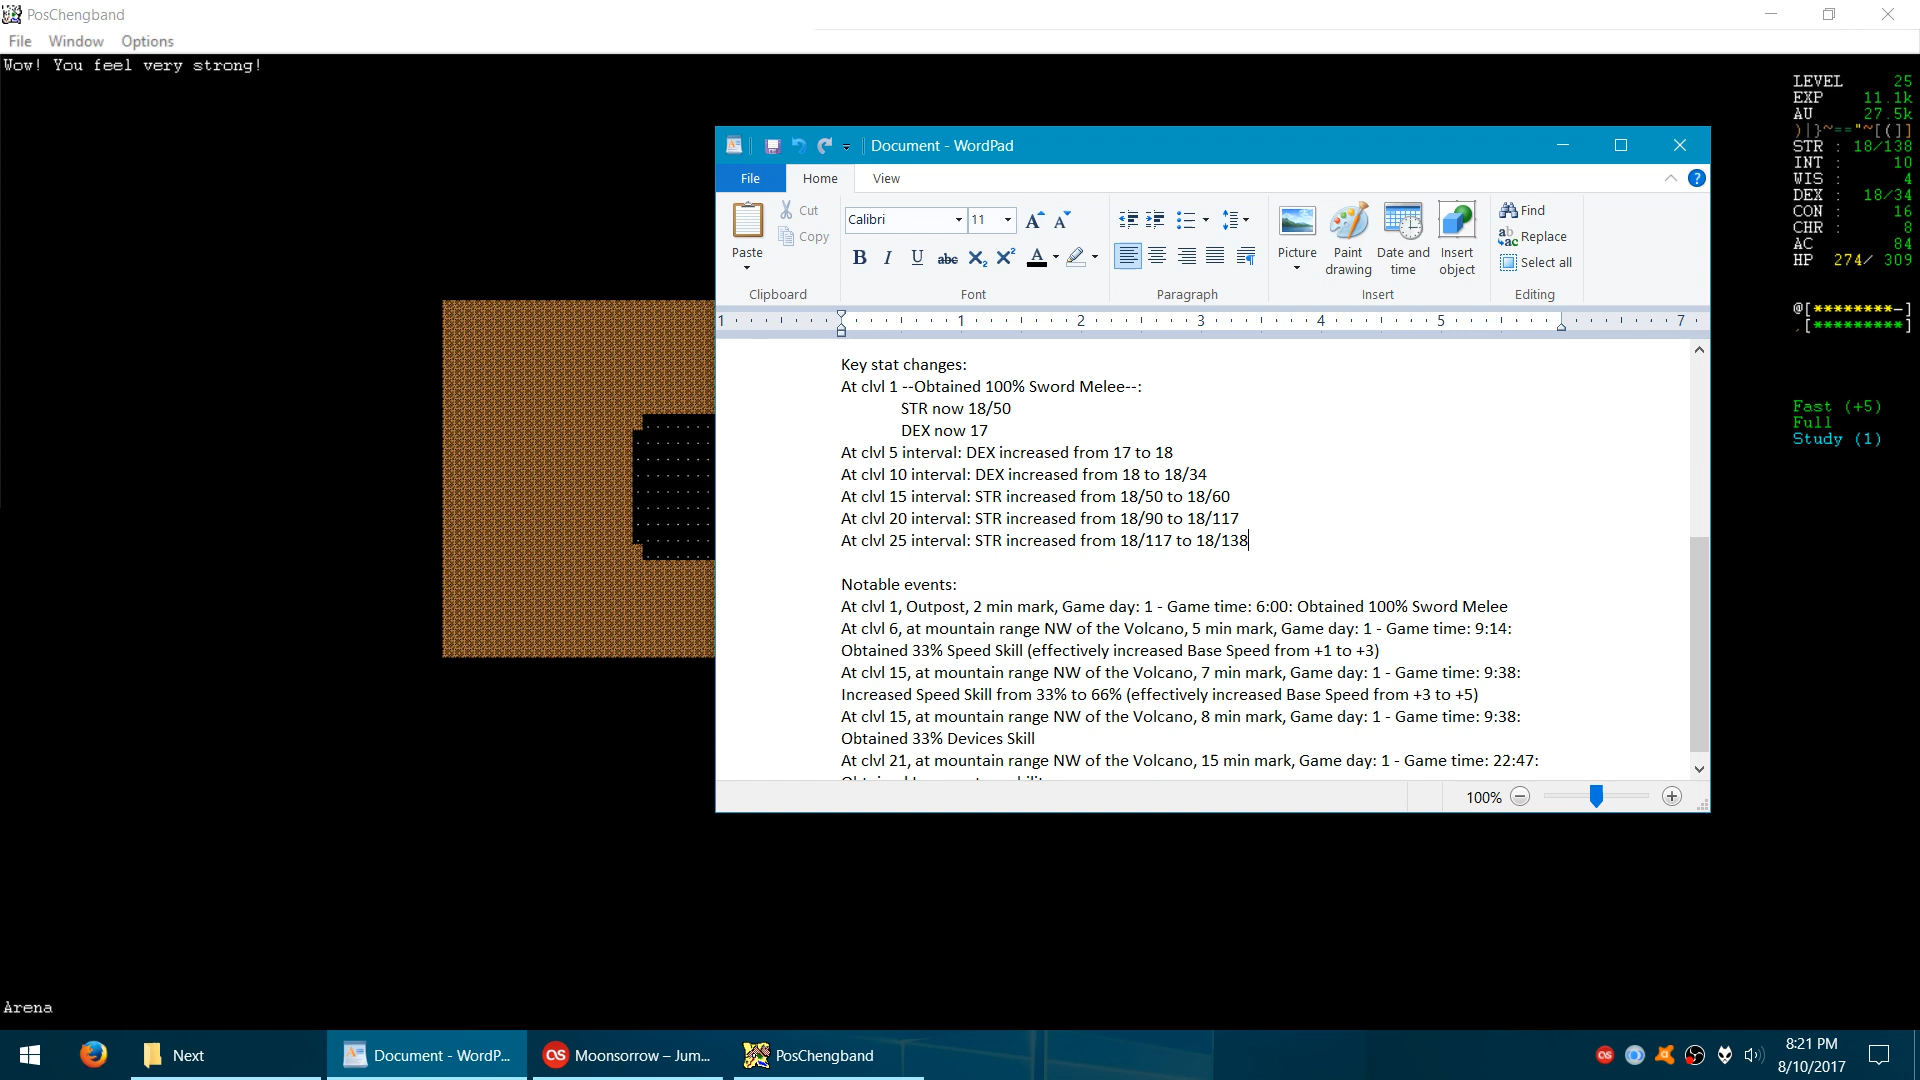 PosChengband
File Window Options
Wow! You feel very strong!
LEVEL 25
EXP 11.1k
AU 27.5k
)|}~=="~[(]]
STR : 18/138
INT : 10
WIS : 4
DEX : 18/34
CON : 16
CHR : 8
AC 84
HP 274/ 309
@[********-]
,[*********]
Fast (+5)
Full
Study (1)
Arena
Document - WordPad
File Home View
Paste
Cut
Copy
Clipboard
Calibri 11
B I U abc X₂ X² A
Font
Paragraph
Picture
Paint drawing
Date and time
Insert object
Insert
Find
Replace
Select all
Editing
1 1 2 3 4 5 7
Key stat changes:
At clvl 1 --Obtained 100% Sword Melee--:
STR now 18/50
DEX now 17
At clvl 5 interval: DEX increased from 17 to 18
At clvl 10 interval: DEX increased from 18 to 18/34
At clvl 15 interval: STR increased from 18/50 to 18/60
At clvl 20 interval: STR increased from 18/90 to 18/117
At clvl 25 interval: STR increased from 18/117 to 18/138
Notable events:
At clvl 1, Outpost, 2 min mark, Game day: 1 - Game time: 6:00: Obtained 100% Sword Melee
At clvl 6, at mountain range NW of the Volcano, 5 min mark, Game day: 1 - Game time: 9:14:
Obtained 33% Speed Skill (effectively increased Base Speed from +1 to +3)
At clvl 15, at mountain range NW of the Volcano, 7 min mark, Game day: 1 - Game time: 9:38:
Increased Speed Skill from 33% to 66% (effectively increased Base Speed from +3 to +5)
At clvl 15, at mountain range NW of the Volcano, 8 min mark, Game day: 1 - Game time: 9:38:
Obtained 33% Devices Skill
At clvl 21, at mountain range NW of the Volcano, 15 min mark, Game day: 1 - Game time: 22:47:
100%
Next
Document - WordP...
Moonsorrow – Jum...
PosChengband
8:21 PM
8/10/2017